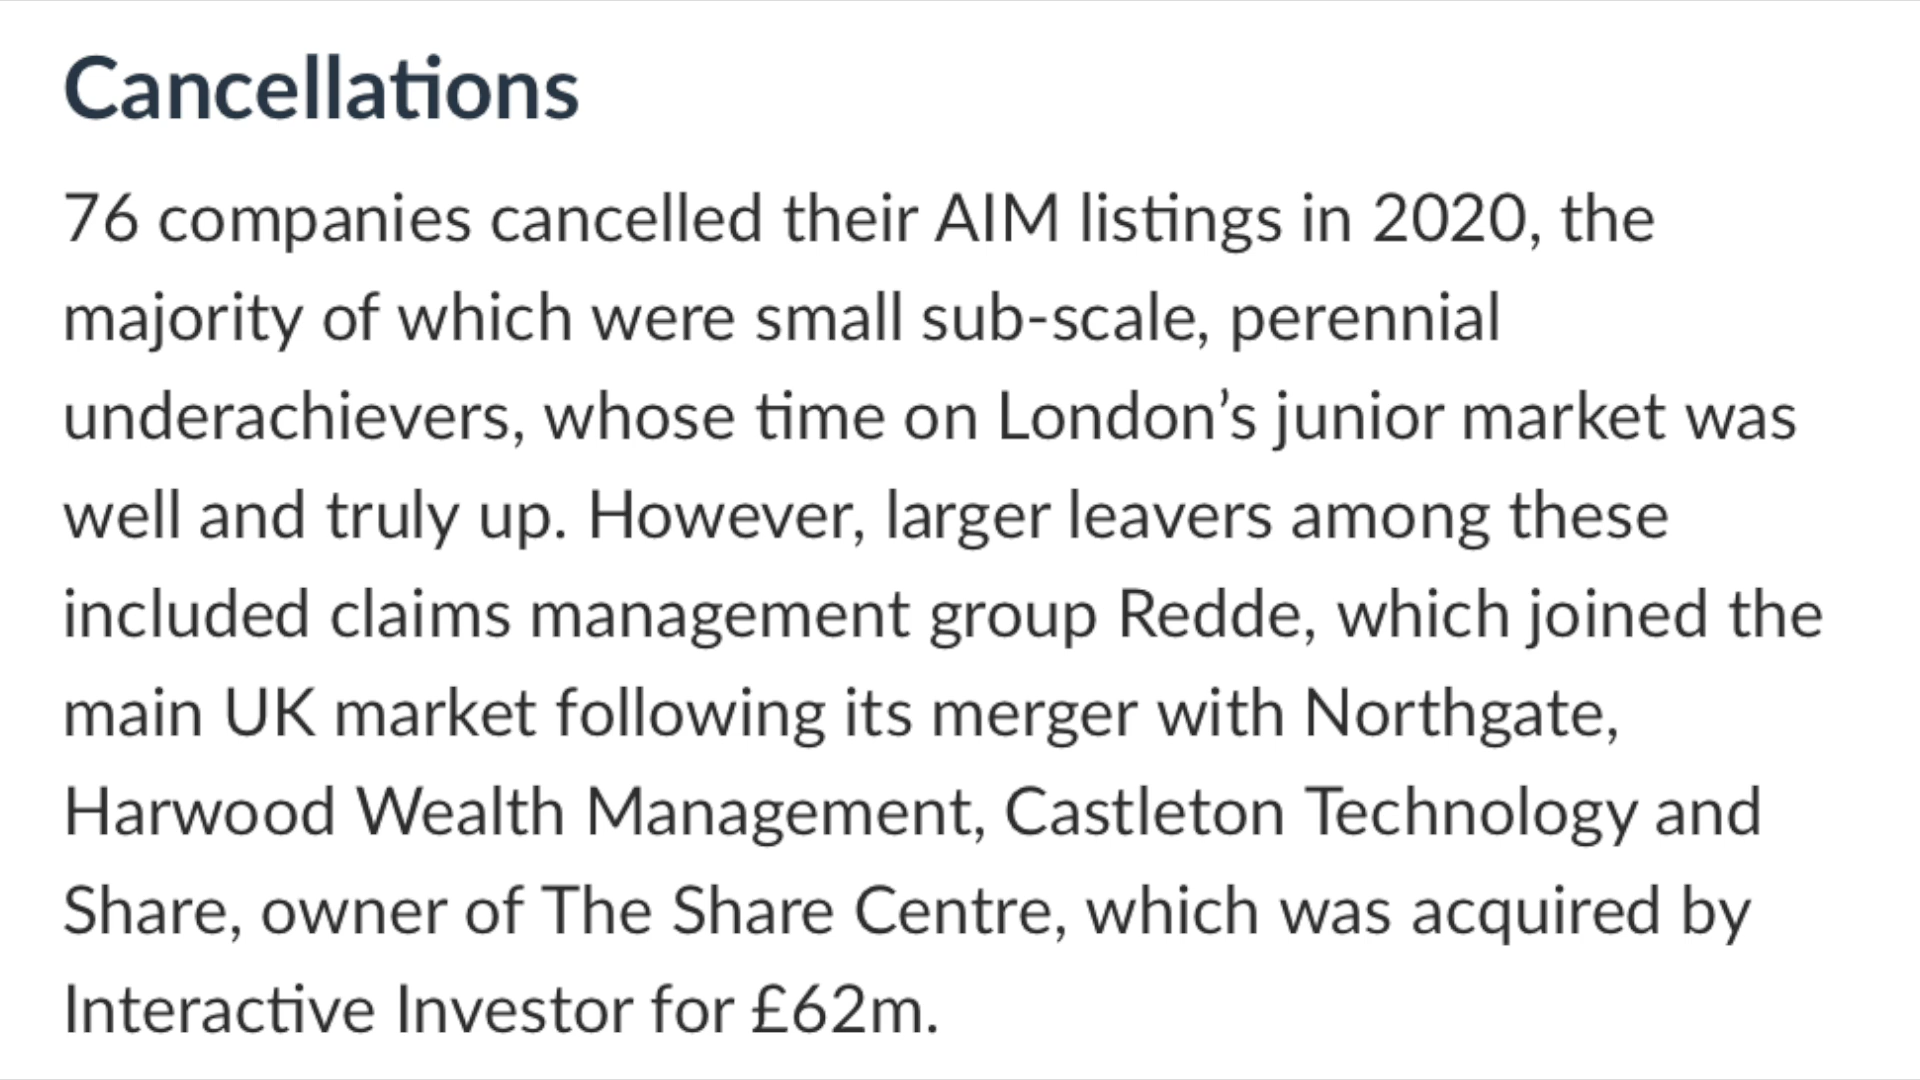 Cancellations
76 companies cancelled their AIM listings in 2020, the
majority of which were small sub-scale, perennial
underachievers, whose time on London’s junior market was
well and truly up. However, larger leavers among these
included claims management group Redde, which joined the
main UK market following its merger with Northgate,
Harwood Wealth Management, Castleton Technology and
Share, owner of The Share Centre, which was acquired by
Interactive Investor for £62m.